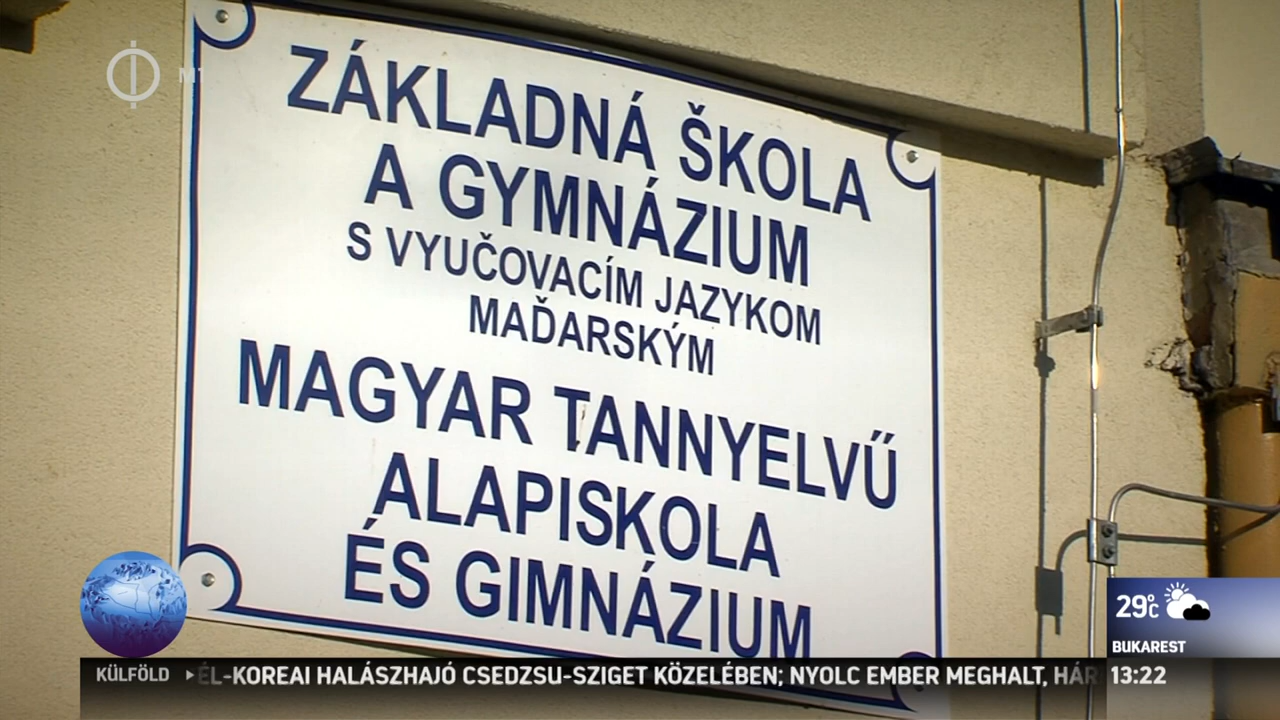 M1
ZÁKLADNÁ ŠKOLA
A GYMNÁZIUM
S VYUČOVACÍM JAZYKOM
MAĎARSKÝM
MAGYAR TANNYELVŰ
ALAPISKOLA
ÉS GIMNÁZIUM
29°C
BUKAREST
KÜLFÖLD ÉL-KOREAI HALÁSZHAJÓ CSEDZSU-SZIGET KÖZELÉBEN; NYOLC EMBER MEGHALT, HÁR 13:22